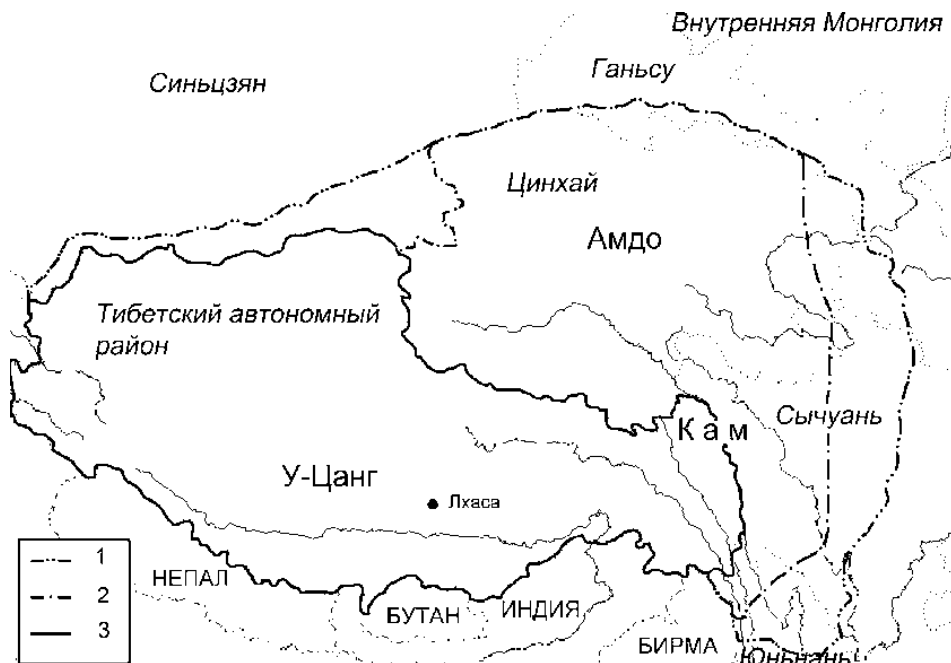 Внутренняя Монголия
Ганьсу
Синьцзян
Цинхай
Амдо
Тибетский автономный
район
Сычуань
К а м
У-Цанг
Лхаса
1
2
3
НЕПАЛ
БУТАН
ИНДИЯ
БИРМА
Юньнань